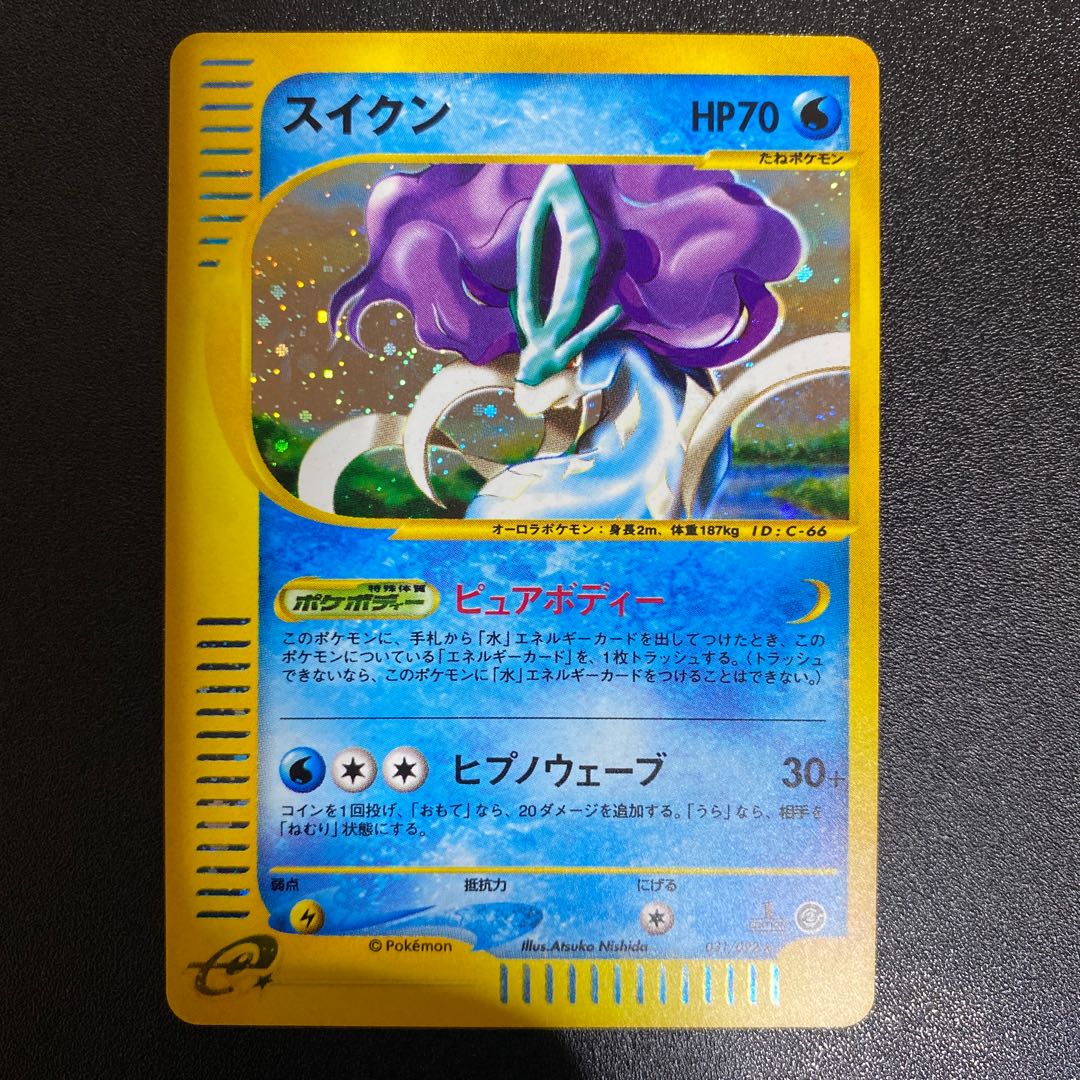 スイクン
HP70
たねポケモン
オーロラポケモン:身長2m、体重187kg ID:C-66
特殊体質
ポケボディー
ピュアボディー
このポケモンに、手札から「水」エネルギーカードを出してつけたとき、この
ポケモンについている「エネルギーカード」を、1枚トラッシュする。(トラッシュ
できないなら、このポケモンに「水」エネルギーカードをつけることはできない。)
ヒプノウェーブ 30+
コインを1回投げ、「おもて」なら、20ダメージを追加する。「うら」なら、相手を
「ねむり」状態にする。
弱点 抵抗力 にげる
1 EDITION
e
©Pokémon Illus.Atsuko Nishida 031/092